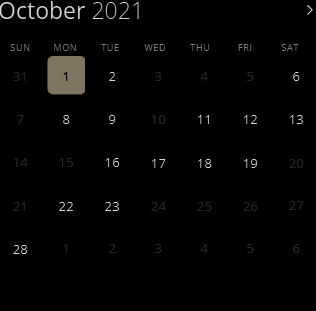 October 2021 >
SUN MON TUE WED THU FRI SAT
31 1 2 3 4 5 6
7 8 9 10 11 12 13
14 15 16 17 18 19 20
21 22 23 24 25 26 27
28 1 2 3 4 5 6